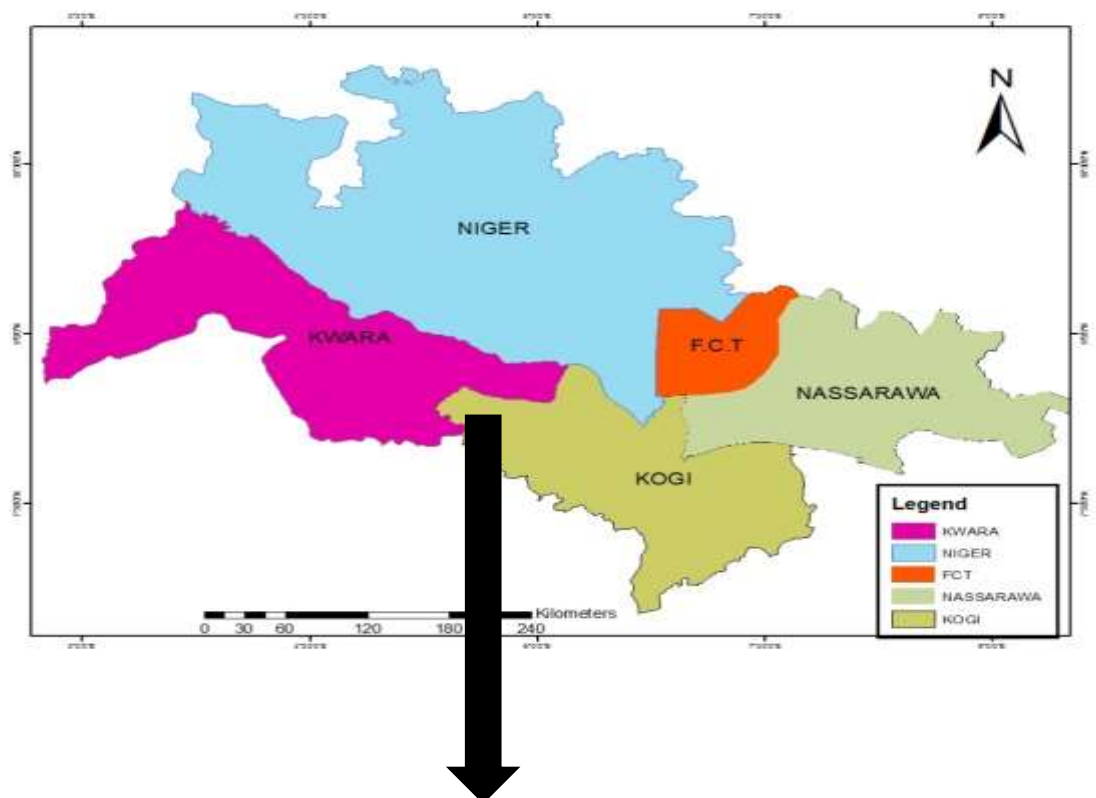 N
NIGER
KWARA
F.C.T
NASSARAWA
KOGI
Legend
KWARA
NIGER
FCT
NASSARAWA
KOGI
Kilometers
0 30 60 120 180 240